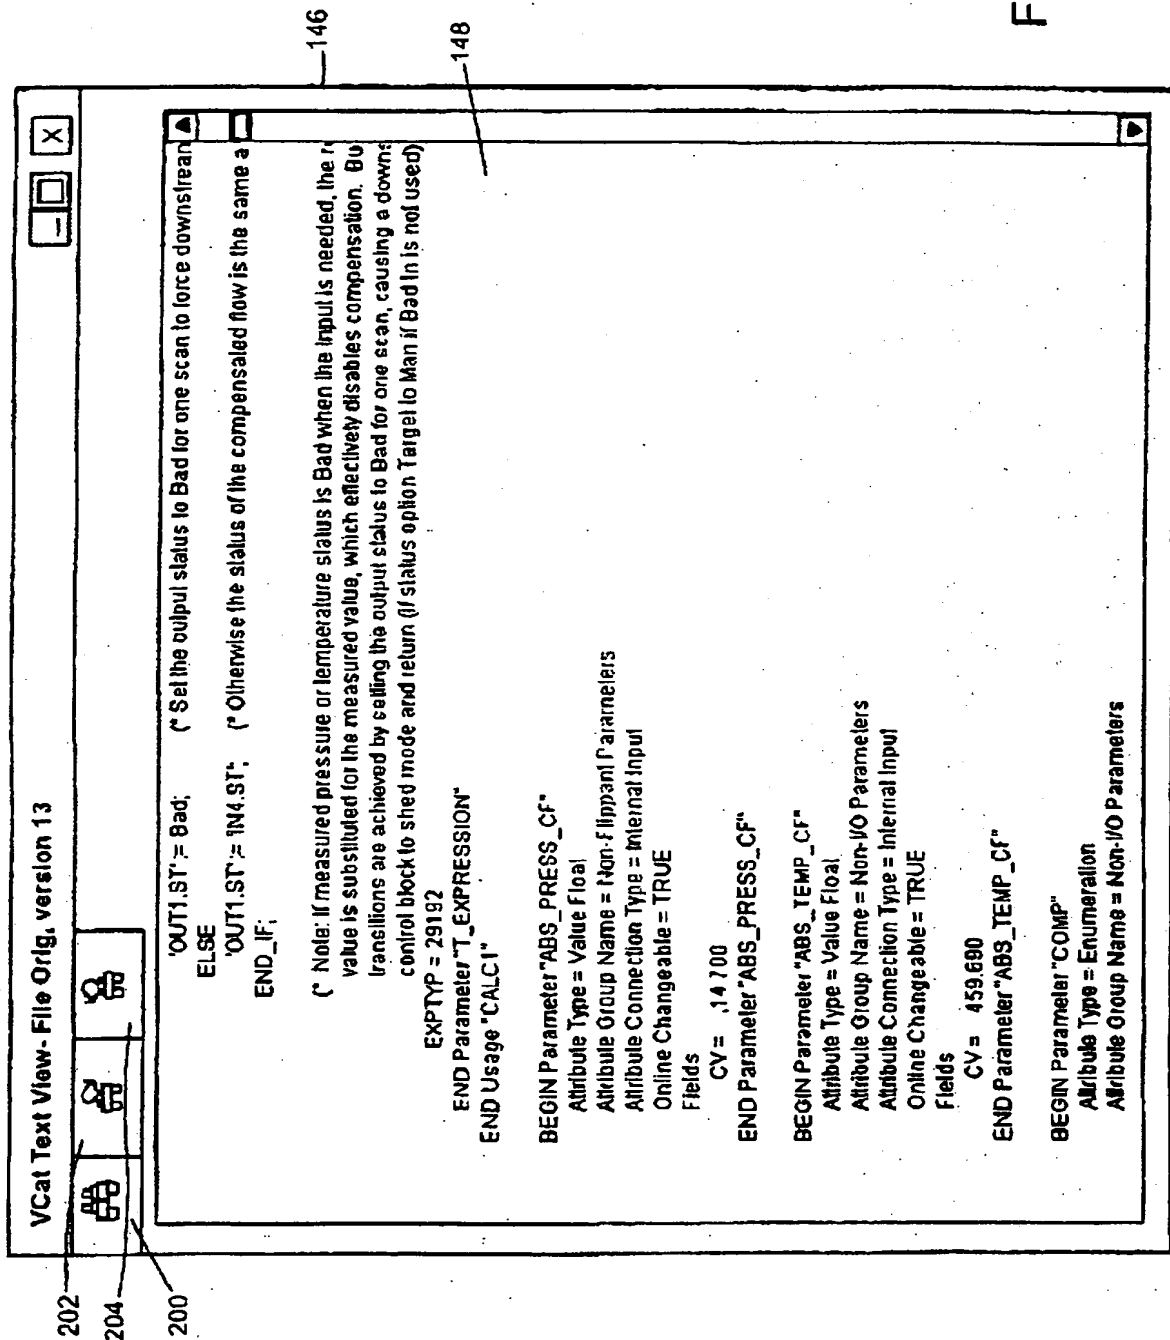 VCat Text View- File Orig, version 13
X
'OUT1.ST' := Bad; (* Set the output status to Bad for one scan to force downstream
ELSE
'OUT1.ST' := 'IN4.ST'; (* Otherwise the status of the compensated flow is the same a
END_IF;
(* Note: If measured pressure or temperature status is Bad when the input is needed, the
value is substituted for the measured value, which effectively disables compensation. Bu
transitions are achieved by setting the output status to Bad for one scan, causing a downs
control block to shed mode and return (if status option Target to Man if Bad In is not used)
EXPTYP = 29192
END Parameter "T_EXPRESSION"
END Usage "CALC1"
BEGIN Parameter "ABS_PRESS_CF"
Attribute Type = Value Float
Attribute Group Name = Non-Flippant Parameters
Attribute Connection Type = Internal Input
Online Changeable = TRUE
Fields
CV = .14 700
END Parameter "ABS_PRESS_CF"
BEGIN Parameter "ABS_TEMP_CF"
Attribute Type = Value Float
Attribute Group Name = Non-I/O Parameters
Attribute Connection Type = Internal Input
Online Changeable = TRUE
Fields
CV = 459.690
END Parameter "ABS_TEMP_CF"
BEGIN Parameter "COMP"
Attribute Type = Enumeration
Attribute Group Name = Non-I/O Parameters
202
204
200
146
148
F